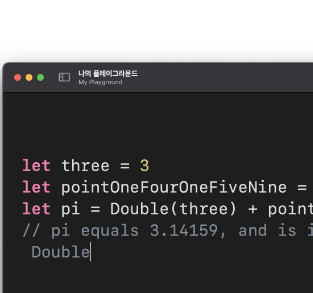 나의 플레이그라운드
My Playground
let three = 3
let pointOneFourOneFiveNine =
let pi = Double(three) + point
// pi equals 3.14159, and is i
Double